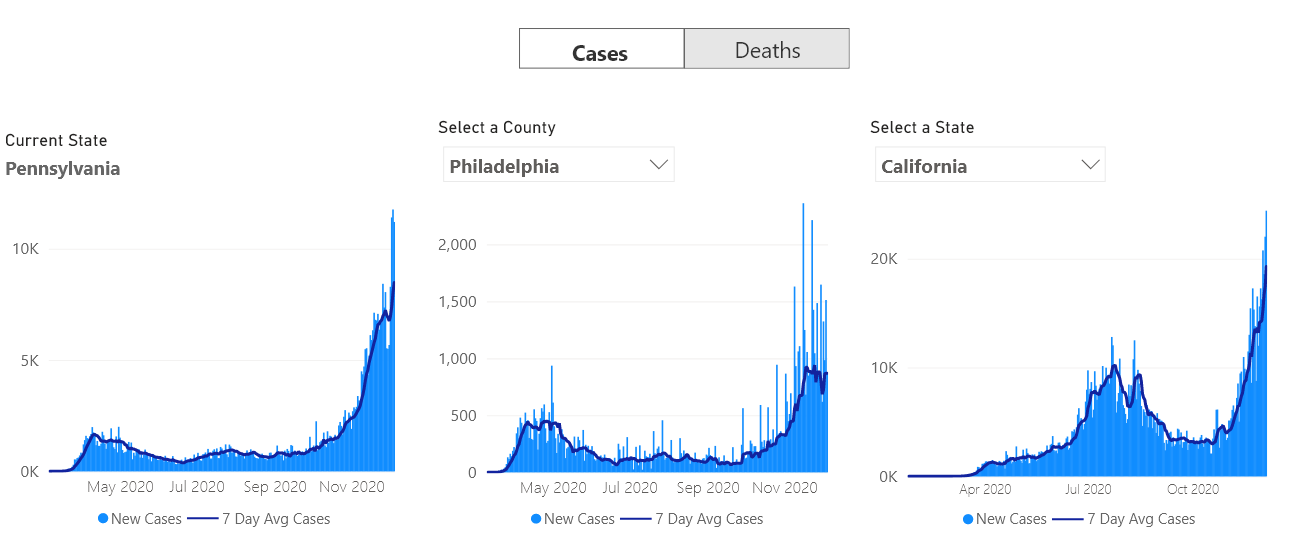 Cases
Deaths
Current State
Pennsylvania
10K
5K
0K
May 2020
Jul 2020
Sep 2020
Nov 2020
New Cases
7 Day Avg Cases
Select a County
Philadelphia
2,000
1,500
1,000
500
0
May 2020
Jul 2020
Sep 2020
Nov 2020
New Cases
7 Day Avg Cases
Select a State
California
20K
10K
0K
Apr 2020
Jul 2020
Oct 2020
New Cases
7 Day Avg Cases